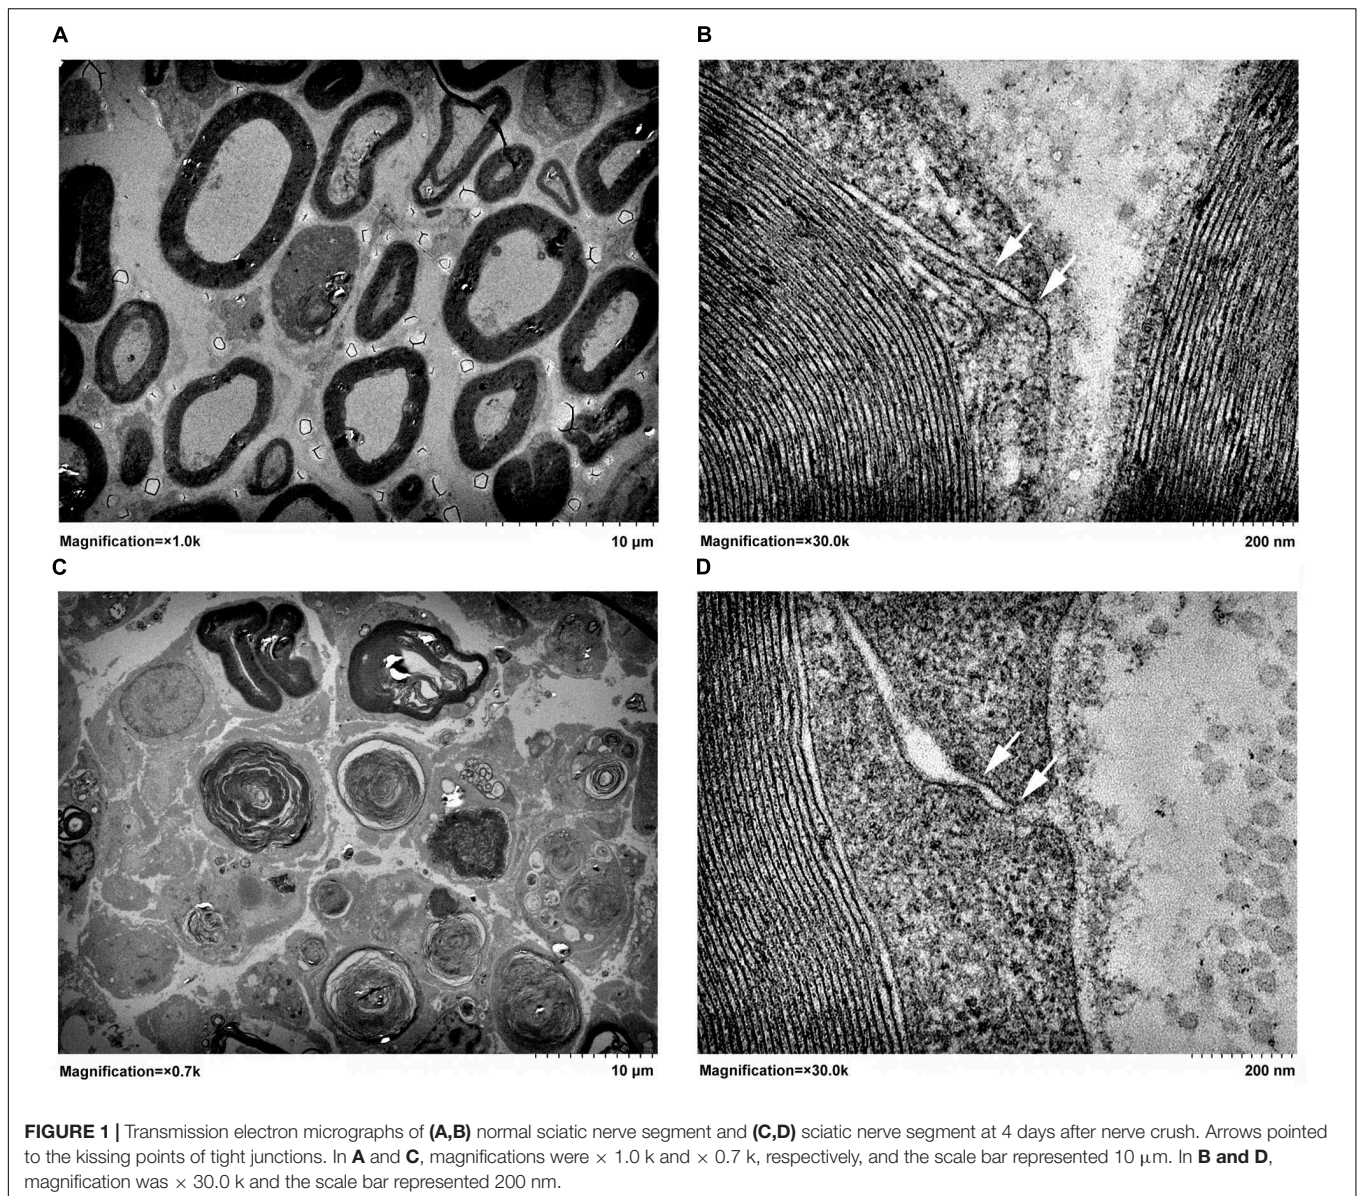 A
B
Magnification=×1.0k 10 µm
Magnification=×30.0k 200 nm
C
D
Magnification=×0.7k 10 µm
Magnification=×30.0k 200 nm
FIGURE 1 | Transmission electron micrographs of (A,B) normal sciatic nerve segment and (C,D) sciatic nerve segment at 4 days after nerve crush. Arrows pointed
to the kissing points of tight junctions. In A and C, magnifications were × 1.0 k and × 0.7 k, respectively, and the scale bar represented 10 µm. In B and D,
magnification was × 30.0 k and the scale bar represented 200 nm.